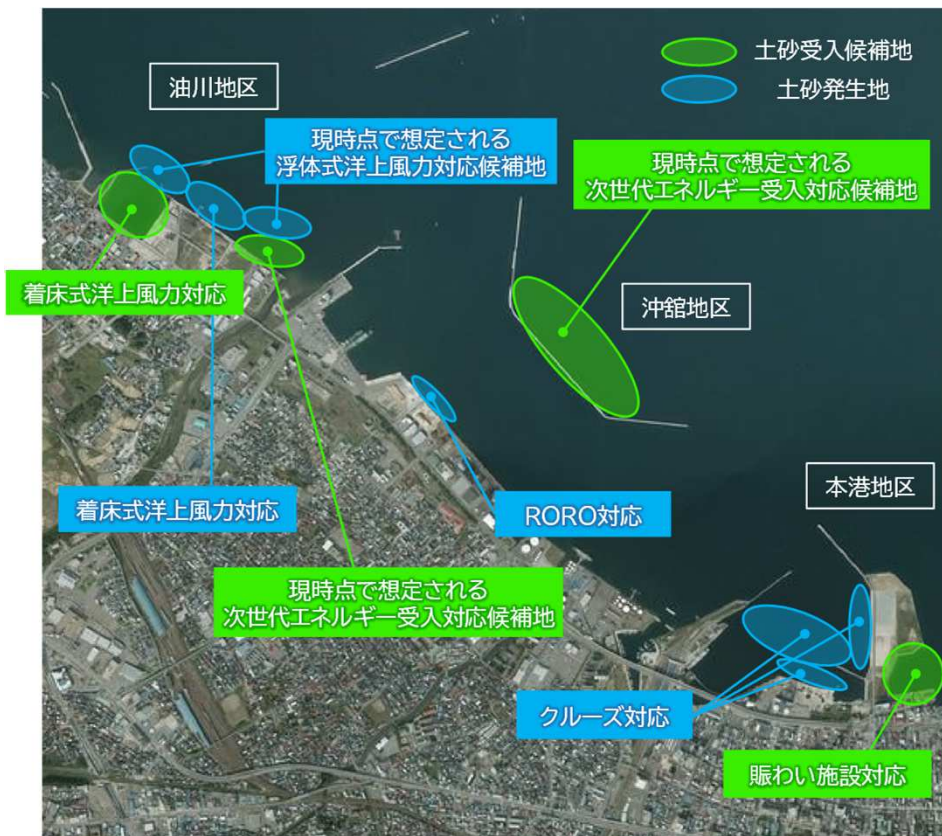 油川地区
土砂受入候補地
土砂発生地
現時点で想定される
浮体式洋上風力対応候補地
現時点で想定される
次世代エネルギー受入対応候補地
着床式洋上風力対応
沖舘地区
本港地区
着床式洋上風力対応
RORO対応
現時点で想定される
次世代エネルギー受入対応候補地
クルーズ対応
賑わい施設対応